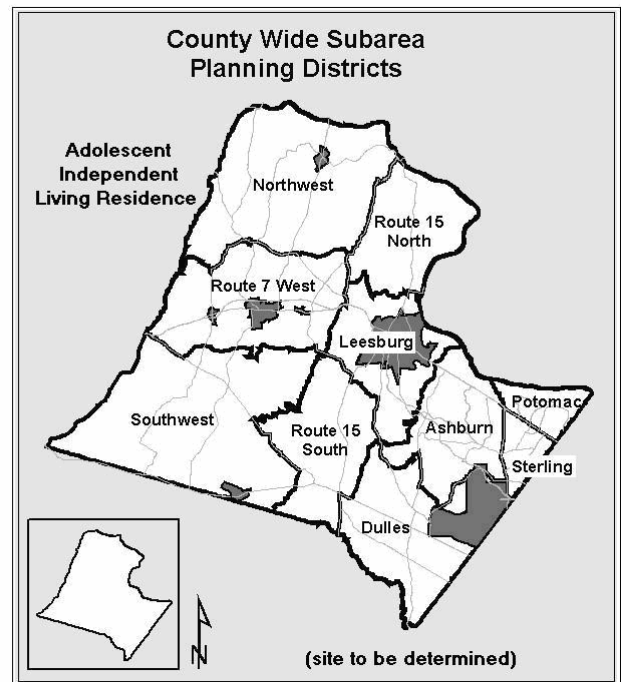 County Wide Subarea
Planning Districts
Adolescent
Independent
Living Residence
Northwest
Route 15
North
Route 7 West
Leesburg
Southwest
Route 15
South
Ashburn
Potomac
Sterling
Dulles
N
(site to be determined)